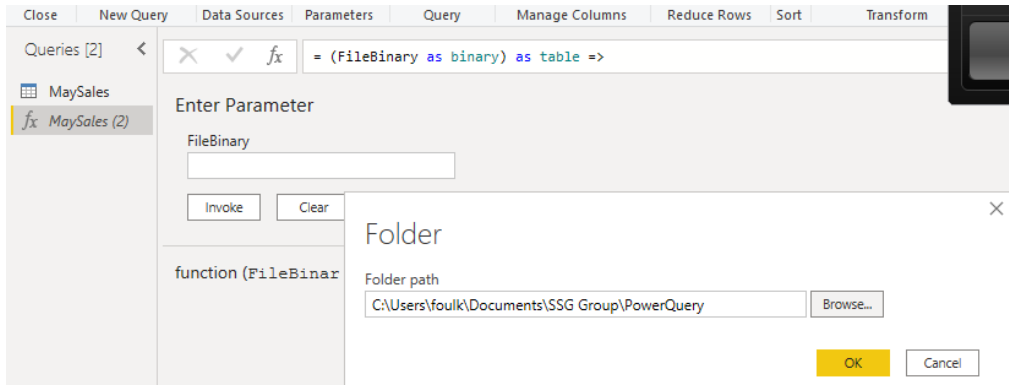 Close New Query Data Sources Parameters Query Manage Columns Reduce Rows Sort Transform
Queries [2]
fx = (FileBinary as binary) as table =>
MaySales
Enter Parameter
fx MaySales (2)
FileBinary
Invoke Clear
Folder
function (FileBinar
Folder path
C:\Users\foulk\Documents\SSG Group\PowerQuery Browse...
OK Cancel